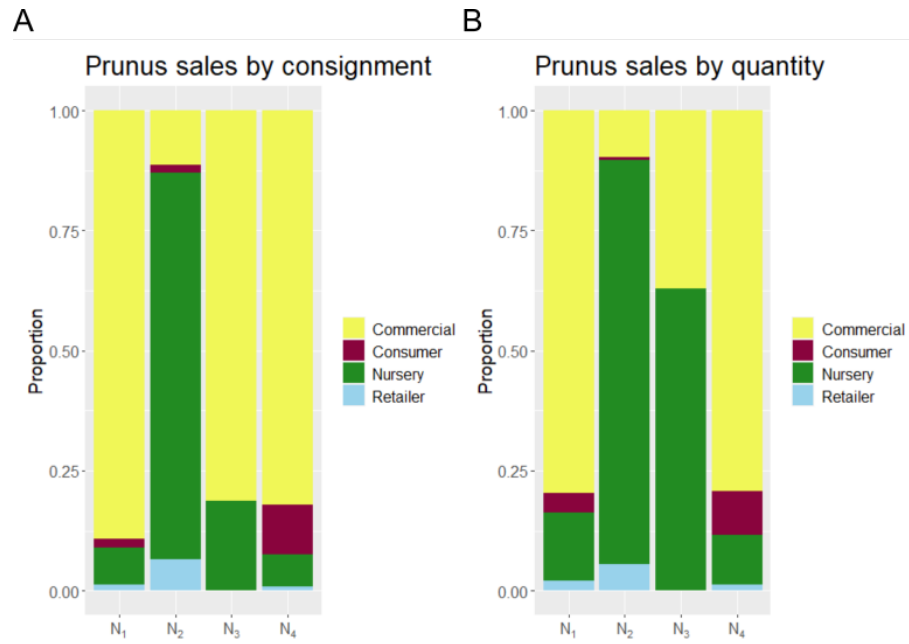 A
Prunus sales by consignment
1.00
0.75
0.50
0.25
0.00
Proportion
N₁ N₂ N₃ N₄
Commercial
Consumer
Nursery
Retailer
B
Prunus sales by quantity
1.00
0.75
0.50
0.25
0.00
Proportion
N₁ N₂ N₃ N₄
Commercial
Consumer
Nursery
Retailer